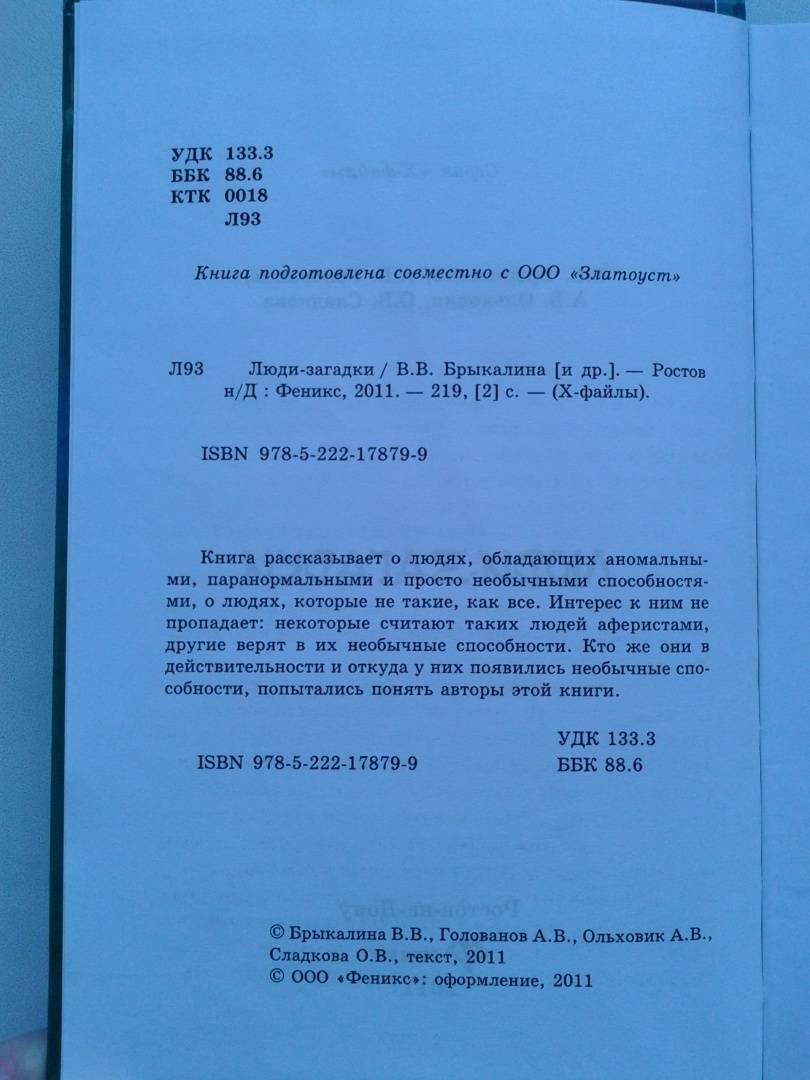 УДК 133.3
ББК 88.6
КТК 0018
Л93
Книга подготовлена совместно с ООО «Златоуст»
Л93 Люди-загадки / В.В. Брыкалина [и др.]. — Ростов
н/Д : Феникс, 2011. — 219, [2] с. — (Х-файлы).
ISBN 978-5-222-17879-9
Книга рассказывает о людях, обладающих аномальны-
ми, паранормальными и просто необычными способностя-
ми, о людях, которые не такие, как все. Интерес к ним не
пропадает: некоторые считают таких людей аферистами,
другие верят в их необычные способности. Кто же они в
действительности и откуда у них появились необычные спо-
собности, попытались понять авторы этой книги.
УДК 133.3
ISBN 978-5-222-17879-9 ББК 88.6
© Брыкалина В.В., Голованов А.В., Ольховик А.В.,
Сладкова О.В., текст, 2011
© ООО «Феникс»: оформление, 2011